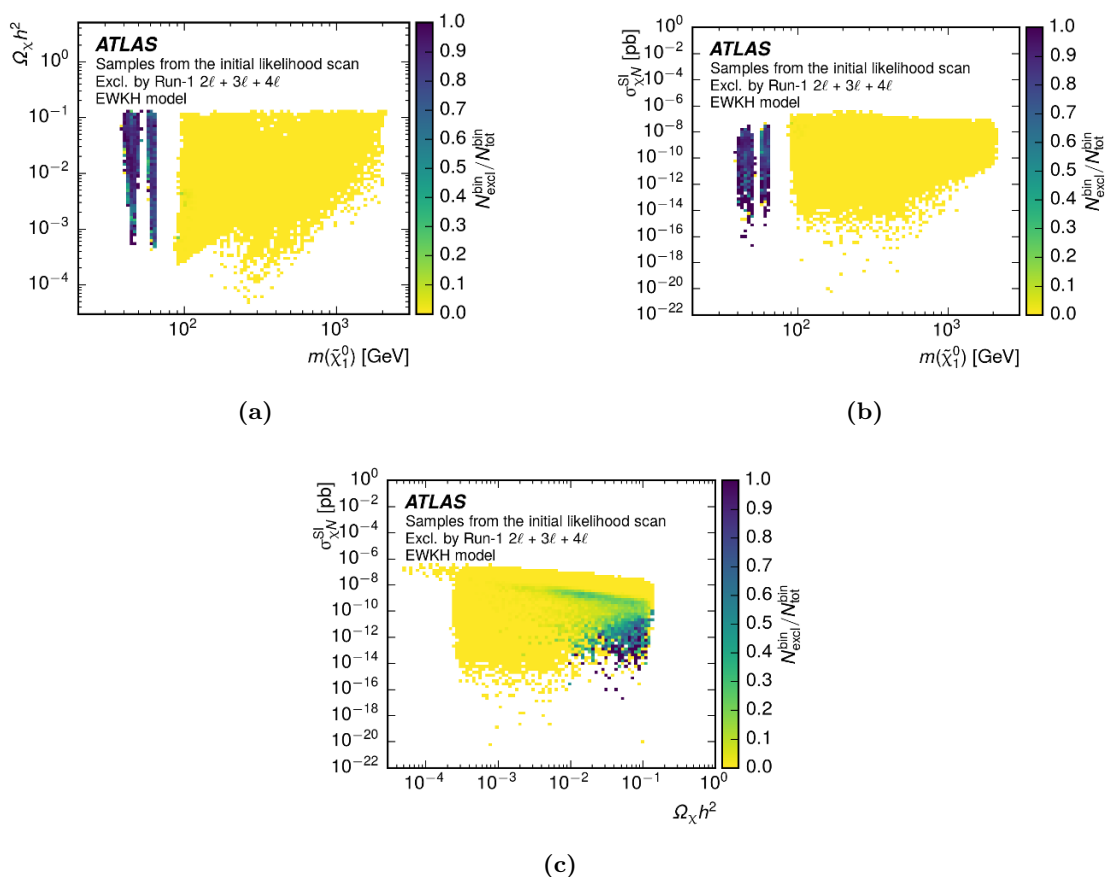 ATLAS
Samples from the initial likelihood scan
Excl. by Run-1 2ℓ + 3ℓ + 4ℓ
EWKH model
Ω_χ h²
10⁰
10⁻¹
10⁻²
10⁻³
10⁻⁴
10²
10³
m(χ̃₁⁰) [GeV]
1.0
0.9
0.8
0.7
0.6
0.5
0.4
0.3
0.2
0.1
0.0
N_excl^bin / N_tot^bin
(a)
ATLAS
Samples from the initial likelihood scan
Excl. by Run-1 2ℓ + 3ℓ + 4ℓ
EWKH model
σ_χN^SI [pb]
10⁰
10⁻²
10⁻⁴
10⁻⁶
10⁻⁸
10⁻¹⁰
10⁻¹²
10⁻¹⁴
10⁻¹⁶
10⁻¹⁸
10⁻²⁰
10⁻²²
10²
10³
m(χ̃₁⁰) [GeV]
1.0
0.9
0.8
0.7
0.6
0.5
0.4
0.3
0.2
0.1
0.0
N_excl^bin / N_tot^bin
(b)
ATLAS
Samples from the initial likelihood scan
Excl. by Run-1 2ℓ + 3ℓ + 4ℓ
EWKH model
σ_χN^SI [pb]
10⁰
10⁻²
10⁻⁴
10⁻⁶
10⁻⁸
10⁻¹⁰
10⁻¹²
10⁻¹⁴
10⁻¹⁶
10⁻¹⁸
10⁻²⁰
10⁻²²
10⁻⁴
10⁻³
10⁻²
10⁻¹
10⁰
Ω_χ h²
1.0
0.9
0.8
0.7
0.6
0.5
0.4
0.3
0.2
0.1
0.0
N_excl^bin / N_tot^bin
(c)